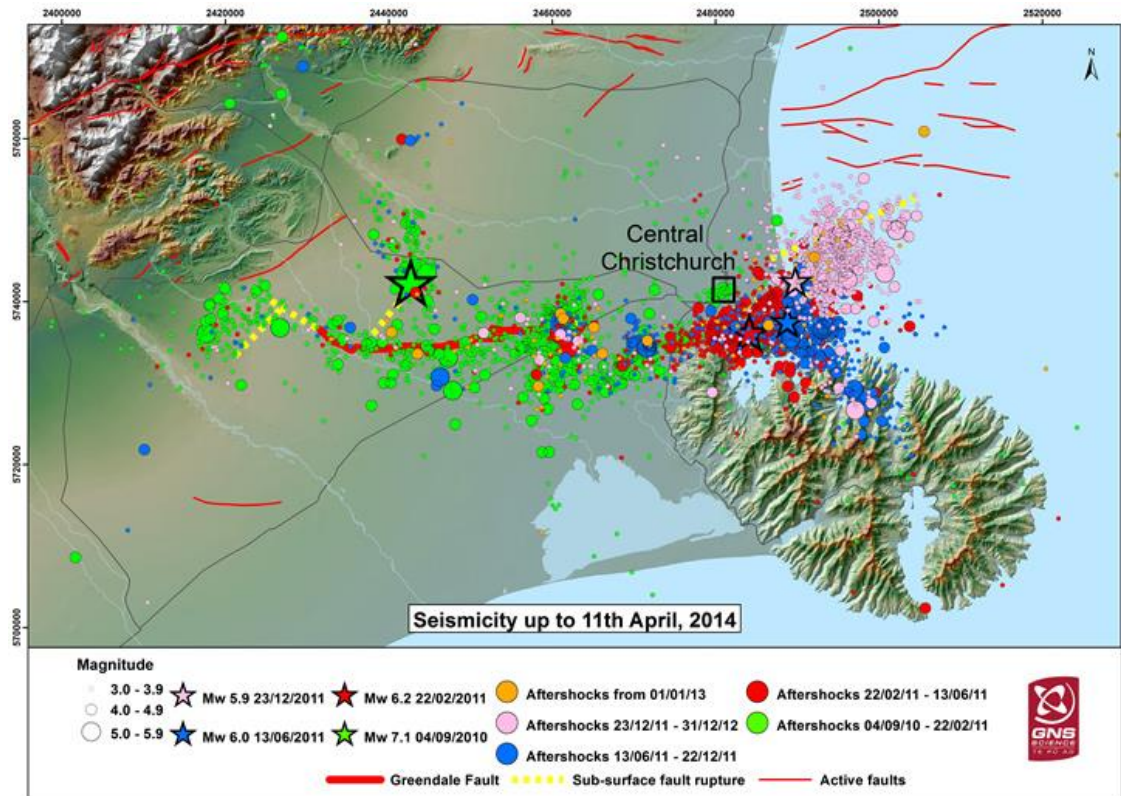 2400000 2420000 2440000 2460000 2480000 2500000 2520000
N
5760000
Central
Christchurch
5740000
5720000
5700000
Seismicity up to 11th April, 2014
Magnitude
3.0 - 3.9
4.0 - 4.9
5.0 - 5.9
Mw 5.9 23/12/2011
Mw 6.0 13/06/2011
Mw 6.2 22/02/2011
Mw 7.1 04/09/2010
Aftershocks from 01/01/13
Aftershocks 23/12/11 - 31/12/12
Aftershocks 13/06/11 - 22/12/11
Aftershocks 22/02/11 - 13/06/11
Aftershocks 04/09/10 - 22/02/11
Greendale Fault
Sub-surface fault rupture
Active faults
GNS
SCIENCE
TE PŪ AO